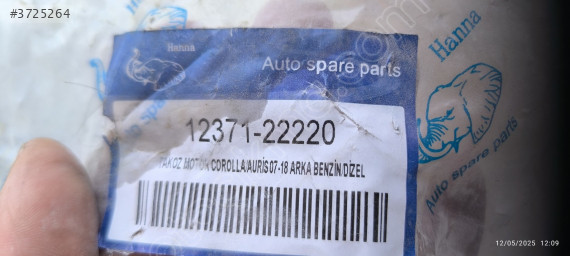 #3725264
Hanna
Auto spare parts
12371-22220
TAKOZ MOTOR COROLLA/AURİS 07-18 ARKA BENZİN DİZEL
Hanna
Auto spare parts
12/05/2025 12:09